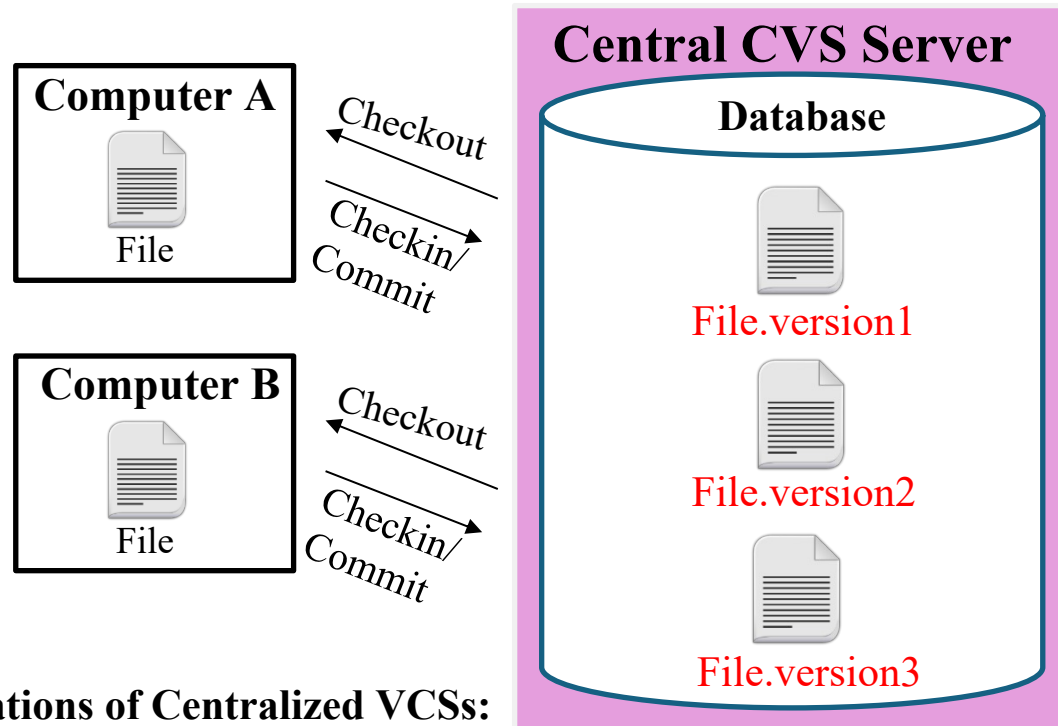 Central CVS Server
Database
Computer A
File
Checkout
Checkin/
Commit
Computer B
File
Checkout
Checkin/
Commit
File.version1
File.version2
File.version3
ations of Centralized VCSs: